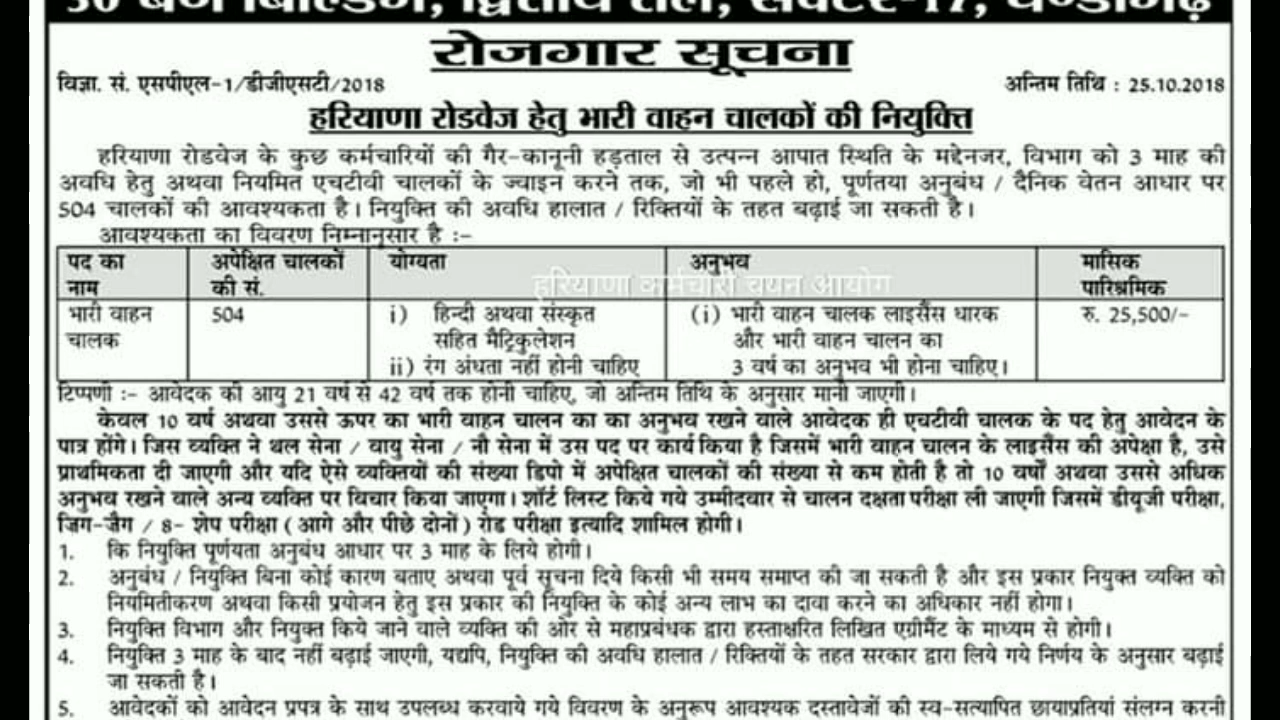 30 बेज बिल्डिंग, द्वितीय तल, सेक्टर-17, चण्डीगढ़
रोजगार सूचना
विज्ञा. सं. एसपीएल-1/डीजीएसटी/2018 अन्तिम तिथि : 25.10.2018
हरियाणा रोडवेज हेतु भारी वाहन चालकों की नियुक्ति
हरियाणा रोडवेज के कुछ कर्मचारियों की गैर-कानूनी हड़ताल से उत्पन्न आपात स्थिति के मद्देनजर, विभाग को 3 माह की
अवधि हेतु अथवा नियमित एचटीवी चालकों के ज्वाइन करने तक, जो भी पहले हो, पूर्णतया अनुबंध / दैनिक वेतन आधार पर
504 चालकों की आवश्यकता है। नियुक्ति की अवधि हालात / रिक्तियों के तहत बढ़ाई जा सकती है।
आवश्यकता का विवरण निम्नानुसार है :-
पद का अपेक्षित चालकों योग्यता अनुभव मासिक
नाम की सं. पारिश्रमिक
हरियाणा कर्मचारी चयन आयोग
भारी वाहन 504 i) हिन्दी अथवा संस्कृत (i) भारी वाहन चालक लाइसैंस धारक रु. 25,500/-
चालक सहित मैट्रिकुलेशन और भारी वाहन चालन का
ii) रंग अंधता नहीं होनी चाहिए 3 वर्ष का अनुभव भी होना चाहिए।
टिप्पणी :- आवेदक की आयु 21 वर्ष से 42 वर्ष तक होनी चाहिए, जो अन्तिम तिथि के अनुसार मानी जाएगी।
केवल 10 वर्ष अथवा उससे ऊपर का भारी वाहन चालन का का अनुभव रखने वाले आवेदक ही एचटीवी चालक के पद हेतु आवेदन के
पात्र होंगे। जिस व्यक्ति ने थल सेना / वायु सेना / नौ सेना में उस पद पर कार्य किया है जिसमें भारी वाहन चालन के लाइसैंस की अपेक्षा है, उसे
प्राथमिकता दी जाएगी और यदि ऐसे व्यक्तियों की संख्या डिपो में अपेक्षित चालकों की संख्या से कम होती है तो 10 वर्षों अथवा उससे अधिक
अनुभव रखने वाले अन्य व्यक्ति पर विचार किया जाएगा। शॉर्ट लिस्ट किये गये उम्मीदवार से चालन दक्षता परीक्षा ली जाएगी जिसमें डीयूजी परीक्षा,
जिग-जैग / 8- शेप परीक्षा (आगे और पीछे दोनों) रोड परीक्षा इत्यादि शामिल होगी।
1. कि नियुक्ति पूर्णयता अनुबंध आधार पर 3 माह के लिये होगी।
2. अनुबंध / नियुक्ति बिना कोई कारण बताए अथवा पूर्व सूचना दिये किसी भी समय समाप्त की जा सकती है और इस प्रकार नियुक्त व्यक्ति को
नियमितीकरण अथवा किसी प्रयोजन हेतु इस प्रकार की नियुक्ति के कोई अन्य लाभ का दावा करने का अधिकार नहीं होगा।
3. नियुक्ति विभाग और नियुक्त किये जाने वाले व्यक्ति की ओर से महाप्रबंधक द्वारा हस्ताक्षरित लिखित एग्रीमैंट के माध्यम से होगी।
4. नियुक्ति 3 माह के बाद नहीं बढ़ाई जाएगी, यद्यपि, नियुक्ति की अवधि हालात / रिक्तियों के तहत सरकार द्वारा लिये गये निर्णय के अनुसार बढ़ाई
जा सकती है।
5. आवेदकों को आवेदन प्रपत्र के साथ उपलब्ध करवाये गये विवरण के अनुरूप आवश्यक दस्तावेजों की स्व-सत्यापित छायाप्रतियां संलग्न करनी